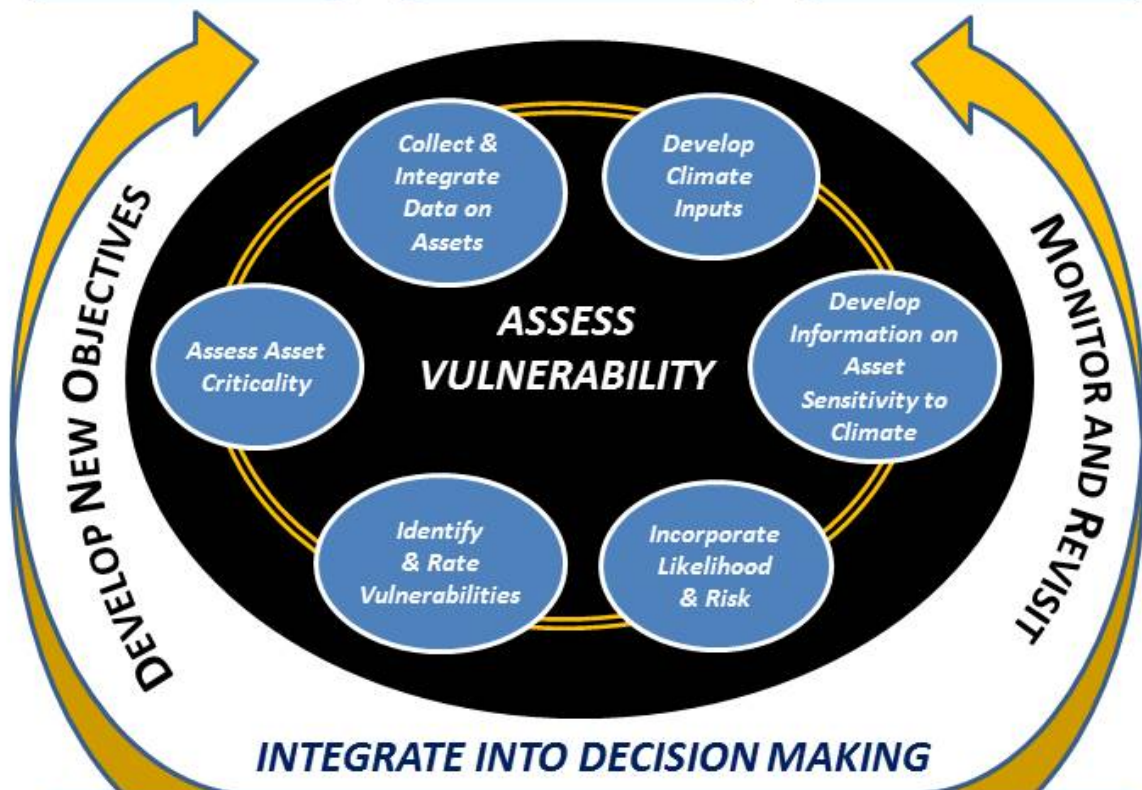 Collect &
Integrate
Data on
Assets
Develop
Climate
Inputs
ASSESS
VULNERABILITY
Assess Asset
Criticality
Develop
Information on
Asset
Sensitivity to
Climate
Identify
& Rate
Vulnerabilities
Incorporate
Likelihood
& Risk
DEVELOP NEW OBJECTIVES
MONITOR AND REVISIT
INTEGRATE INTO DECISION MAKING